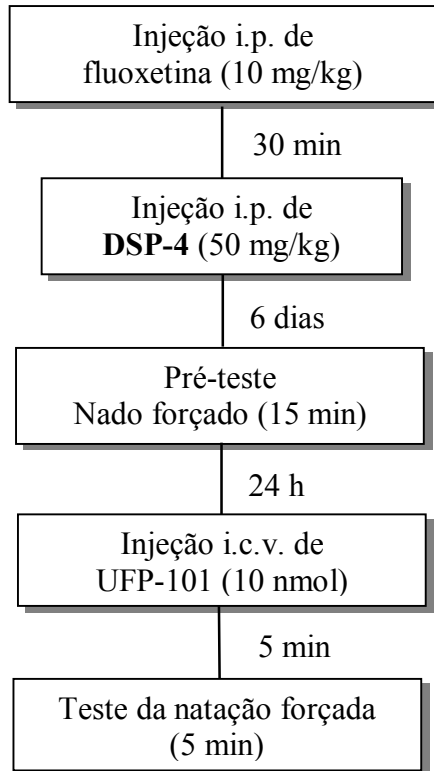 Injeção i.p. de
fluoxetina (10 mg/kg)
30 min
Injeção i.p. de
DSP-4 (50 mg/kg)
6 dias
Pré-teste
Nado forçado (15 min)
24 h
Injeção i.c.v. de
UFP-101 (10 nmol)
5 min
Teste da natação forçada
(5 min)